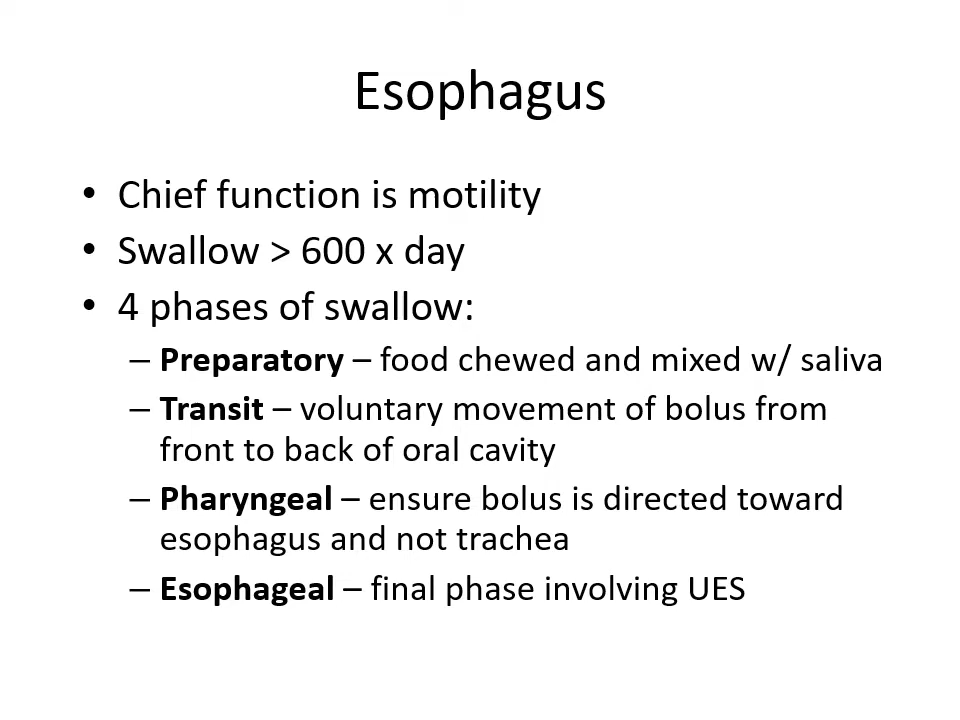 Esophagus
• Chief function is motility
• Swallow > 600 x day
• 4 phases of swallow:
– Preparatory – food chewed and mixed w/ saliva
– Transit – voluntary movement of bolus from
front to back of oral cavity
– Pharyngeal – ensure bolus is directed toward
esophagus and not trachea
– Esophageal – final phase involving UES